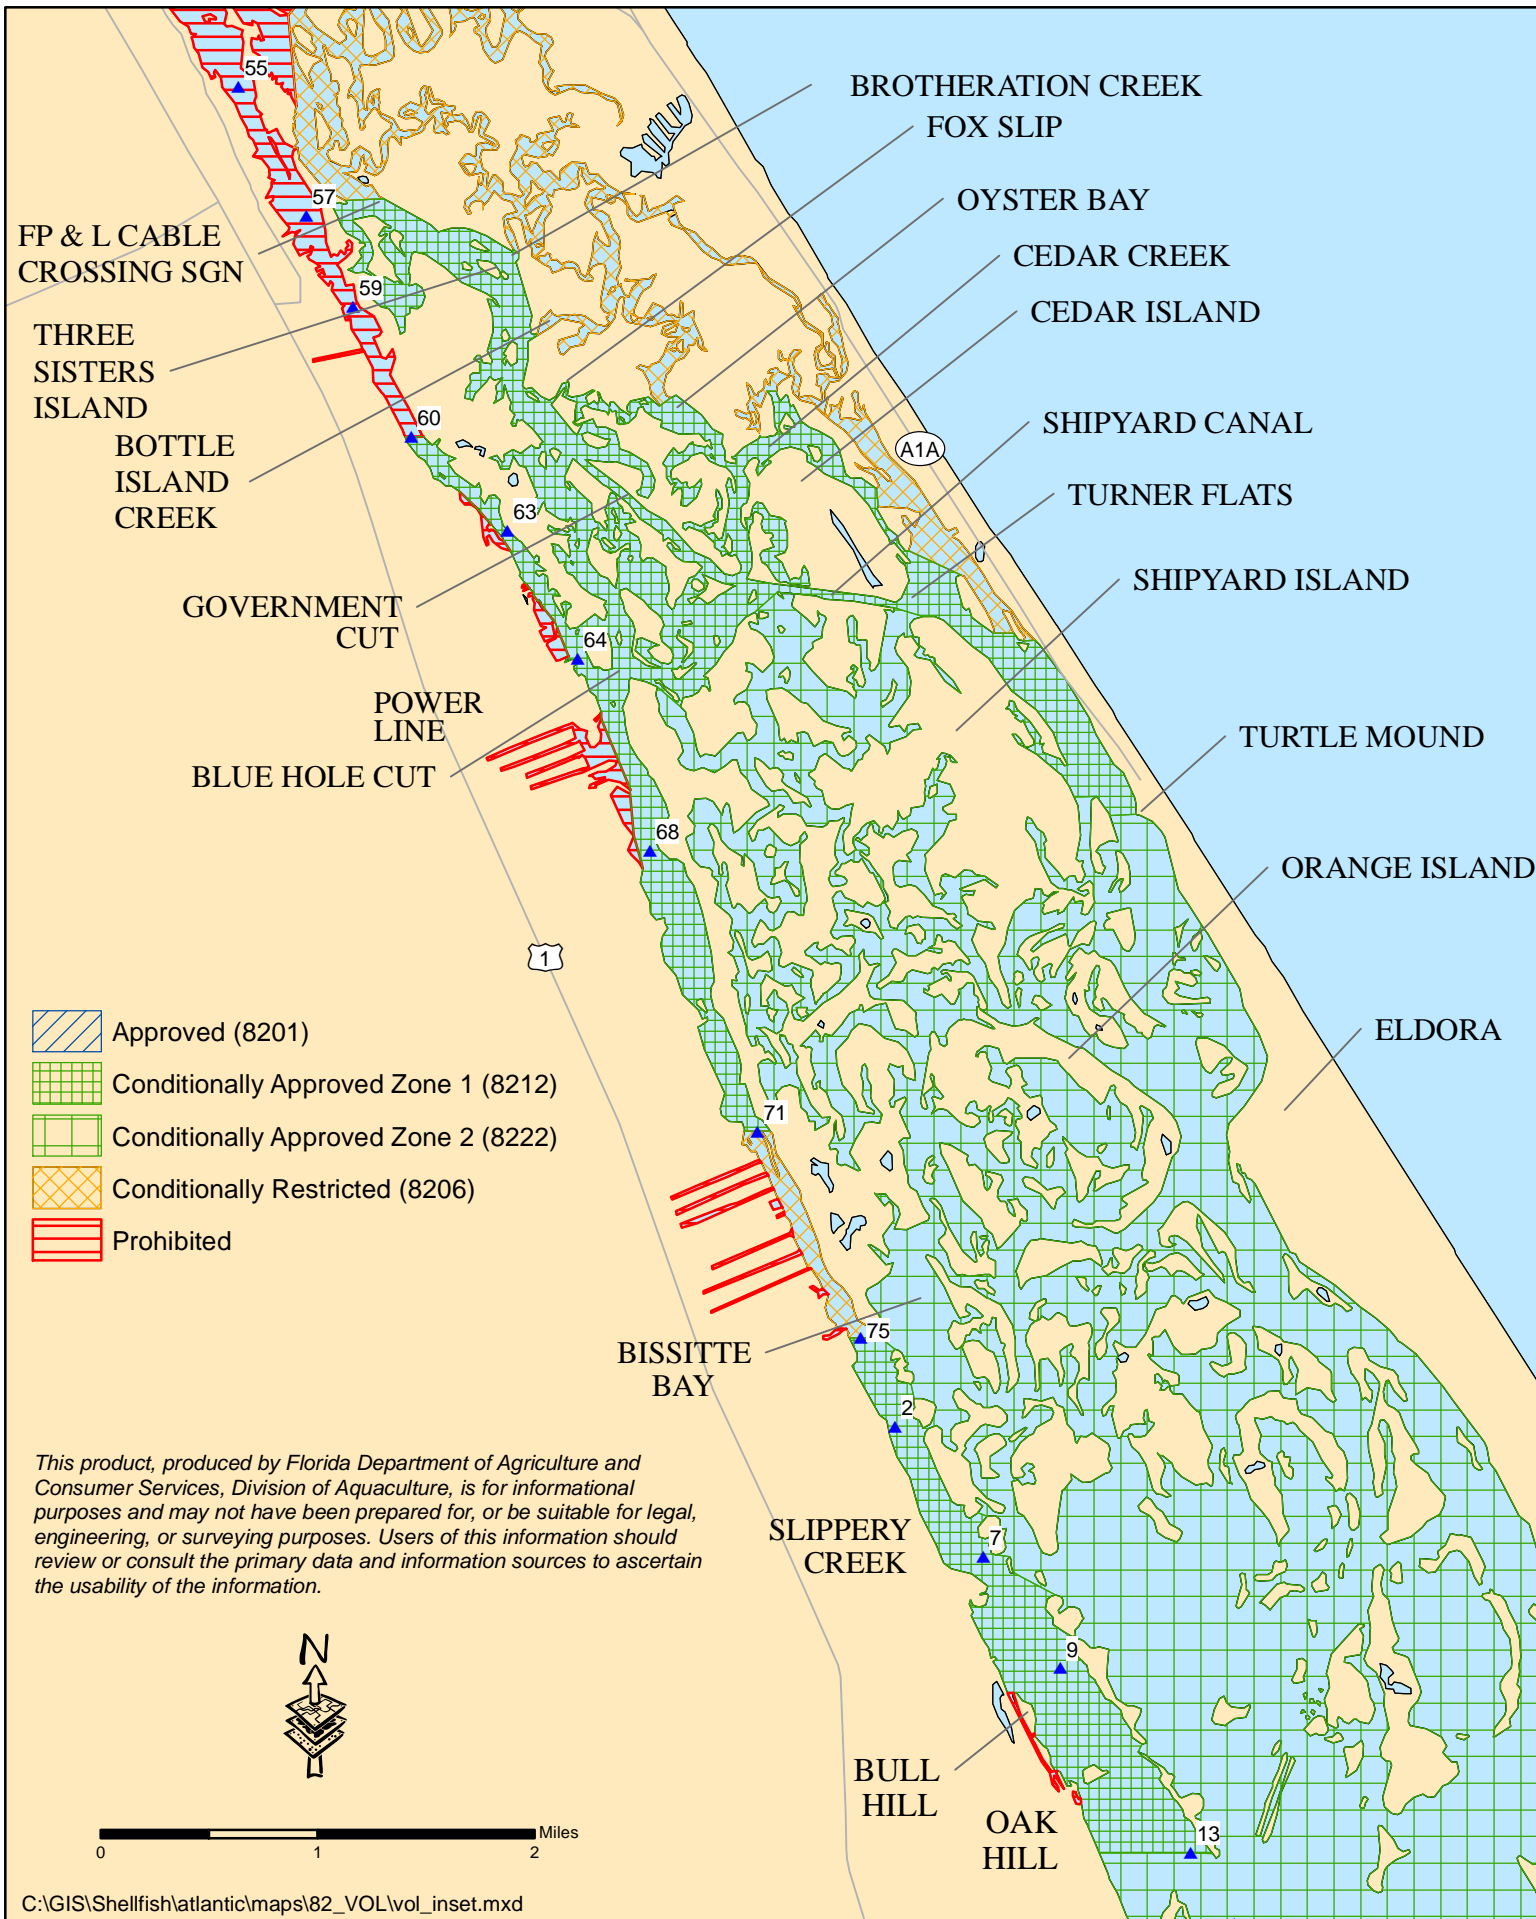 55
BROTHERATION CREEK
FOX SLIP
57
OYSTER BAY
FP & L CABLE
CROSSING SGN
CEDAR CREEK
59
CEDAR ISLAND
THREE
SISTERS
ISLAND
60
SHIPYARD CANAL
A1A
BOTTLE
ISLAND
CREEK
TURNER FLATS
63
SHIPYARD ISLAND
GOVERNMENT
CUT
64
POWER
LINE
TURTLE MOUND
BLUE HOLE CUT
68
ORANGE ISLAND
1
ELDORA
Approved (8201)
Conditionally Approved Zone 1 (8212)
Conditionally Approved Zone 2 (8222)
Conditionally Restricted (8206)
Prohibited
71
75
BISSITTE
BAY
2
This product, produced by Florida Department of Agriculture and
Consumer Services, Division of Aquaculture, is for informational
purposes and may not have been prepared for, or be suitable for legal,
engineering, or surveying purposes. Users of this information should
review or consult the primary data and information sources to ascertain
the usability of the information.
SLIPPERY
CREEK
7
9
N
BULL
HILL
OAK
HILL
13
Miles
0 1 2
C:\GIS\Shellfish\atlantic\maps\82_VOL\vol_inset.mxd